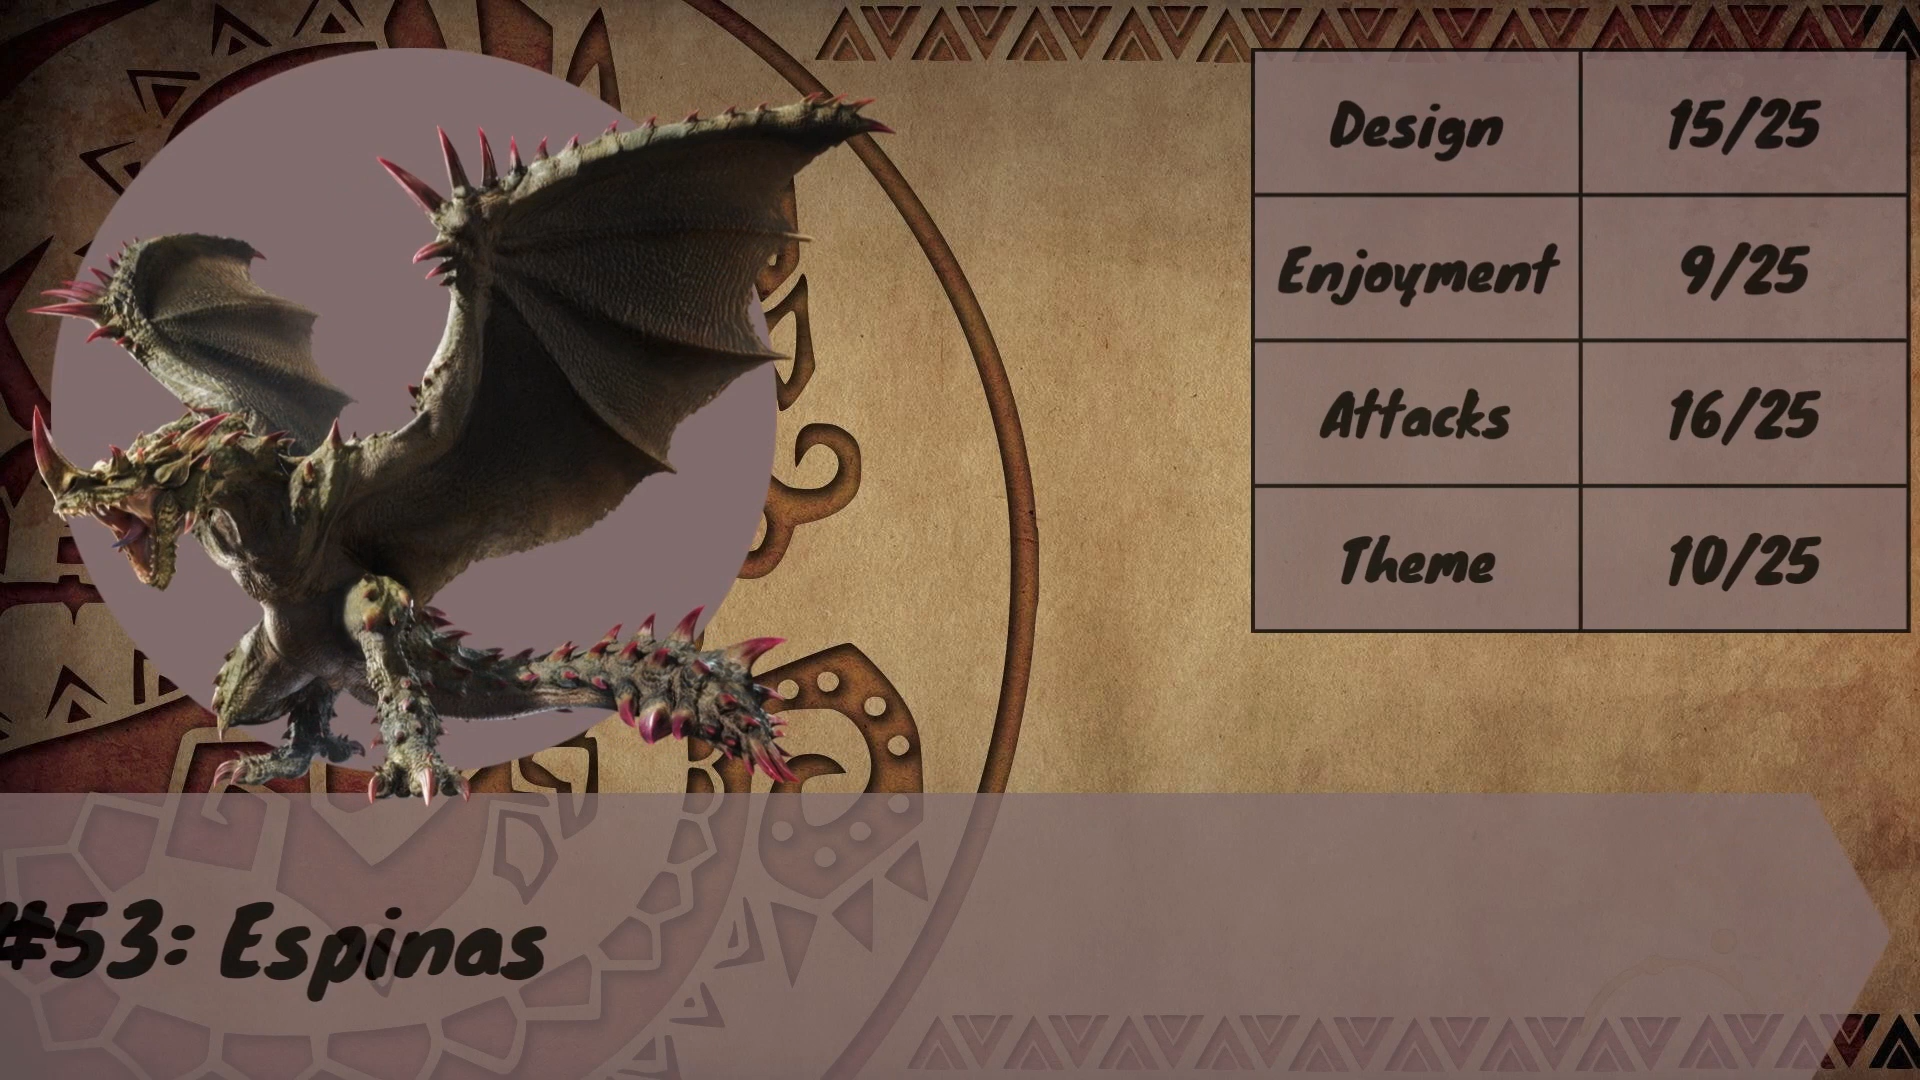 Design 15/25
Enjoyment 9/25
Attacks 16/25
Theme 10/25
#53: Espinas